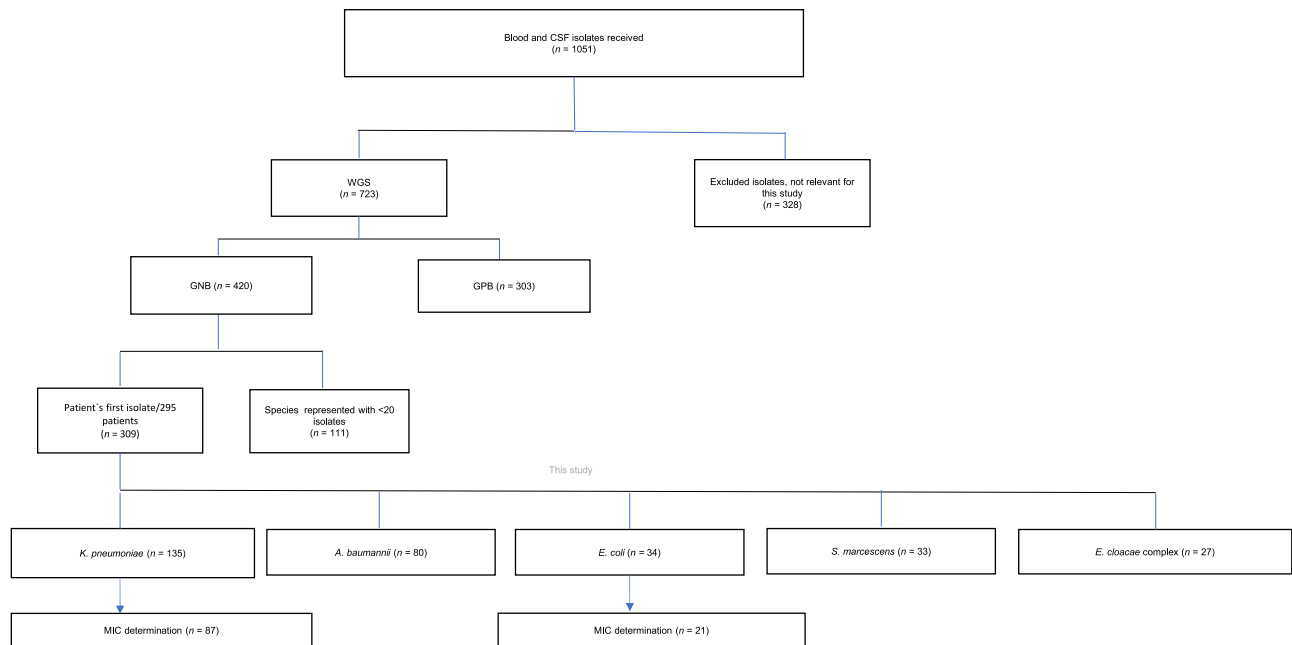 Blood and CSF isolates received
(n = 1051)
WGS
(n = 723)
Excluded isolates, not relevant for
this study
(n = 328)
GNB (n = 420)
GPB (n = 303)
Patient`s first isolate/295
patients
(n = 309)
Species represented with <20
isolates
(n = 111)
This study
K. pneumoniae (n = 135)
A. baumannii (n = 80)
E. coli (n = 34)
S. marcescens (n = 33)
E. cloacae complex (n = 27)
MIC determination (n = 87)
MIC determination (n = 21)